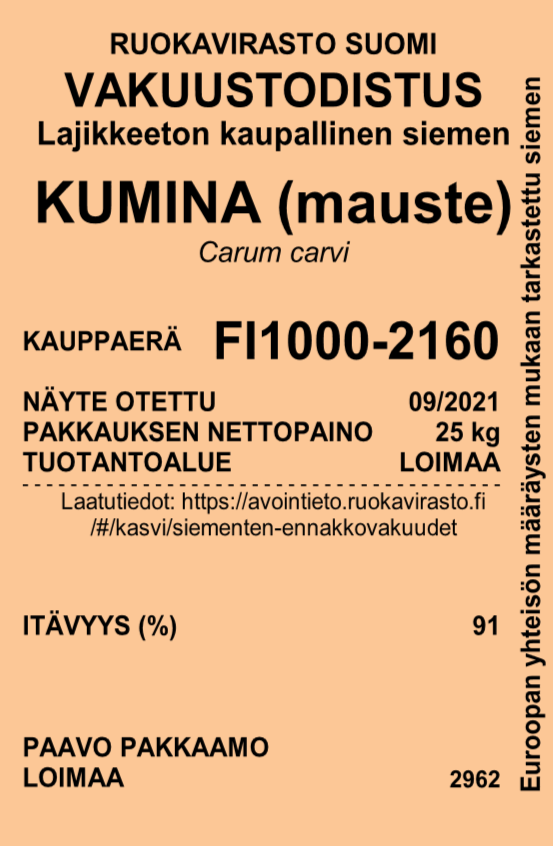 RUOKAVIRASTO SUOMI
VAKUUSTODISTUS
Lajikkeeton kaupallinen siemen
KUMINA (mauste)
Carum carvi
KAUPPAERÄ FI1000-2160
NÄYTE OTETTU 09/2021
PAKKAUKSEN NETTOPAINO 25 kg
TUOTANTOALUE LOIMAA
Laatutiedot: https://avointieto.ruokavirasto.fi
/#/kasvi/siementen-ennakkovakuudet
ITÄVYYS (%) 91
PAAVO PAKKAAMO
LOIMAA 2962
Euroopan yhteisön määräysten mukaan tarkastettu siemen